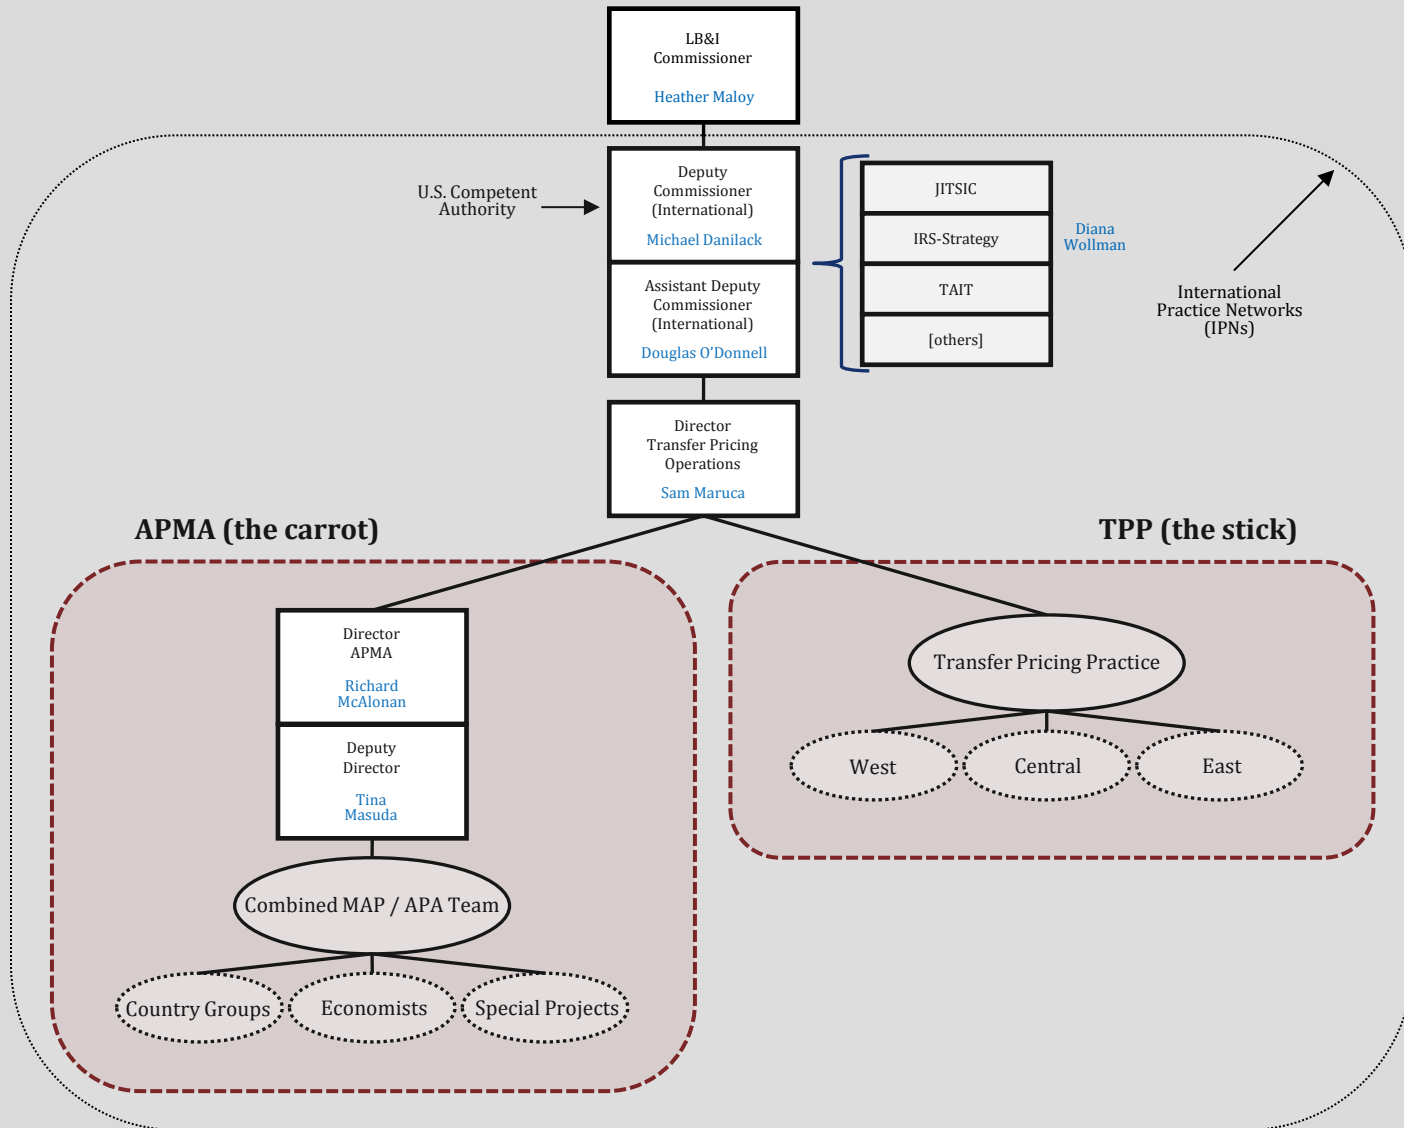 LB&I
Commissioner
Heather Maloy
U.S. Competent
Authority
Deputy
Commissioner
(International)
Michael Danilack
Assistant Deputy
Commissioner
(International)
Douglas O’Donnell
JITSIC
IRS-Strategy
TAIT
[others]
Diana
Wollman
International
Practice Networks
(IPNs)
Director
Transfer Pricing
Operations
Sam Maruca
APMA (the carrot)
TPP (the stick)
Director
APMA
Richard
McAlonan
Deputy
Director
Tina
Masuda
Combined MAP / APA Team
Country Groups
Economists
Special Projects
Transfer Pricing Practice
West
Central
East